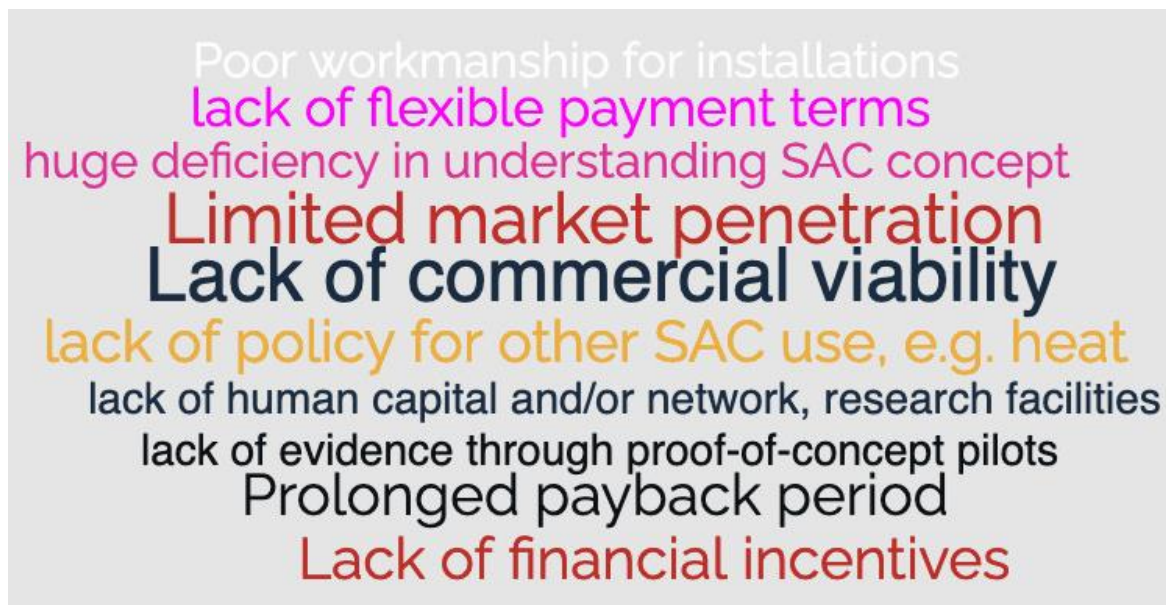 Poor workmanship for installations
lack of flexible payment terms
huge deficiency in understanding SAC concept
Limited market penetration
Lack of commercial viability
lack of policy for other SAC use, e.g. heat
lack of human capital and/or network, research facilities
lack of evidence through proof-of-concept pilots
Prolonged payback period
Lack of financial incentives